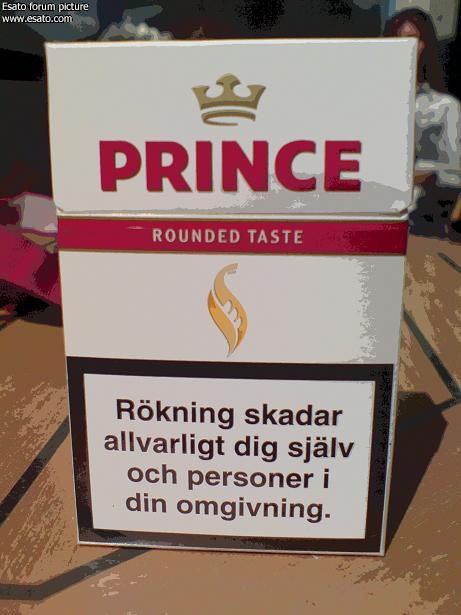 Esato forum picture
www.esato.com
PRINCE
ROUNDED TASTE
Rökning skadar
allvarligt dig själv
och personer i
din omgivning.